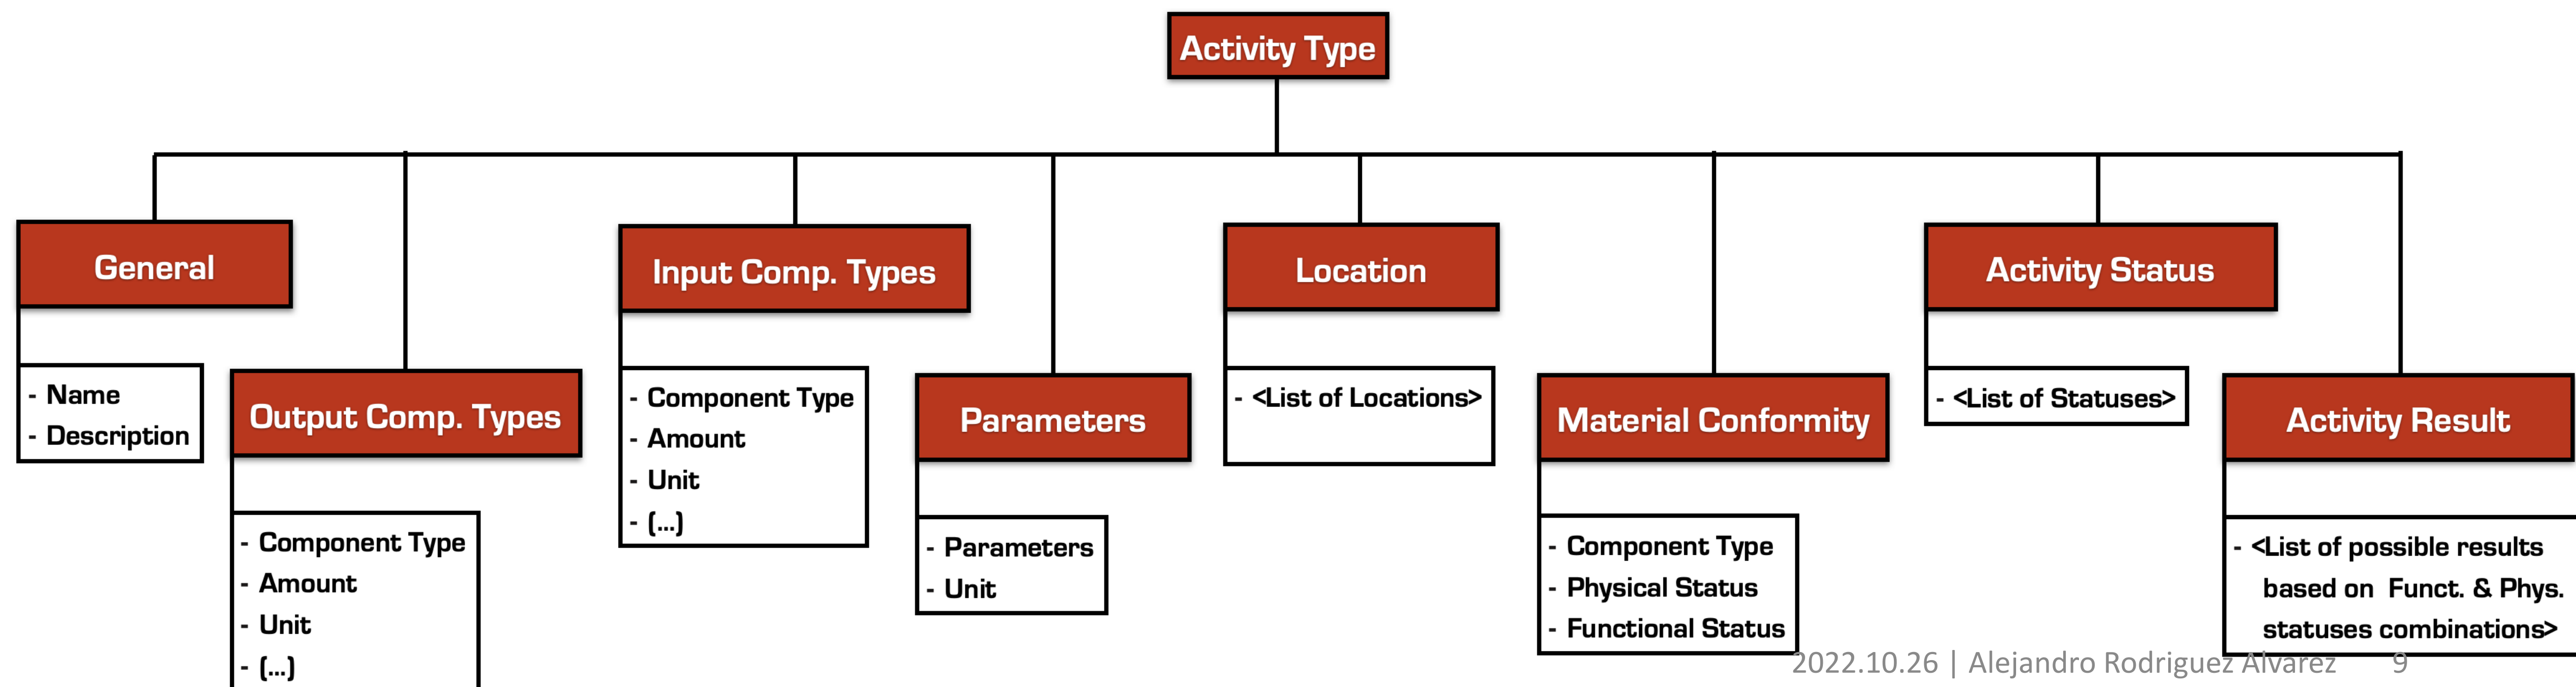 Activity Type
General
- Name
- Description
Output Comp. Types
- Component Type
- Amount
- Unit
- (...)
Input Comp. Types
- Component Type
- Amount
- Unit
- (...)
Parameters
- Parameters
- Unit
Location
- <List of Locations>
Material Conformity
- Component Type
- Physical Status
- Functional Status
Activity Status
- <List of Statuses>
Activity Result
- <List of possible results
based on Funct. & Phys.
statuses combinations>
2022.10.26 | Alejandro Rodriguez Alvarez 9